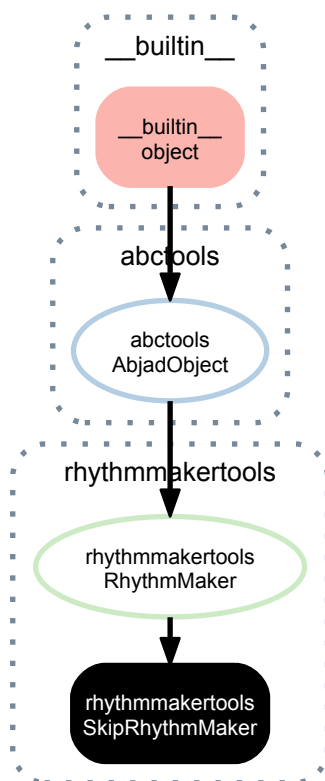 __builtin__
__builtin__
object
abctools
abctools
AbjadObject
rhythmmakertools
rhythmmakertools
RhythmMaker
rhythmmakertools
SkipRhythmMaker